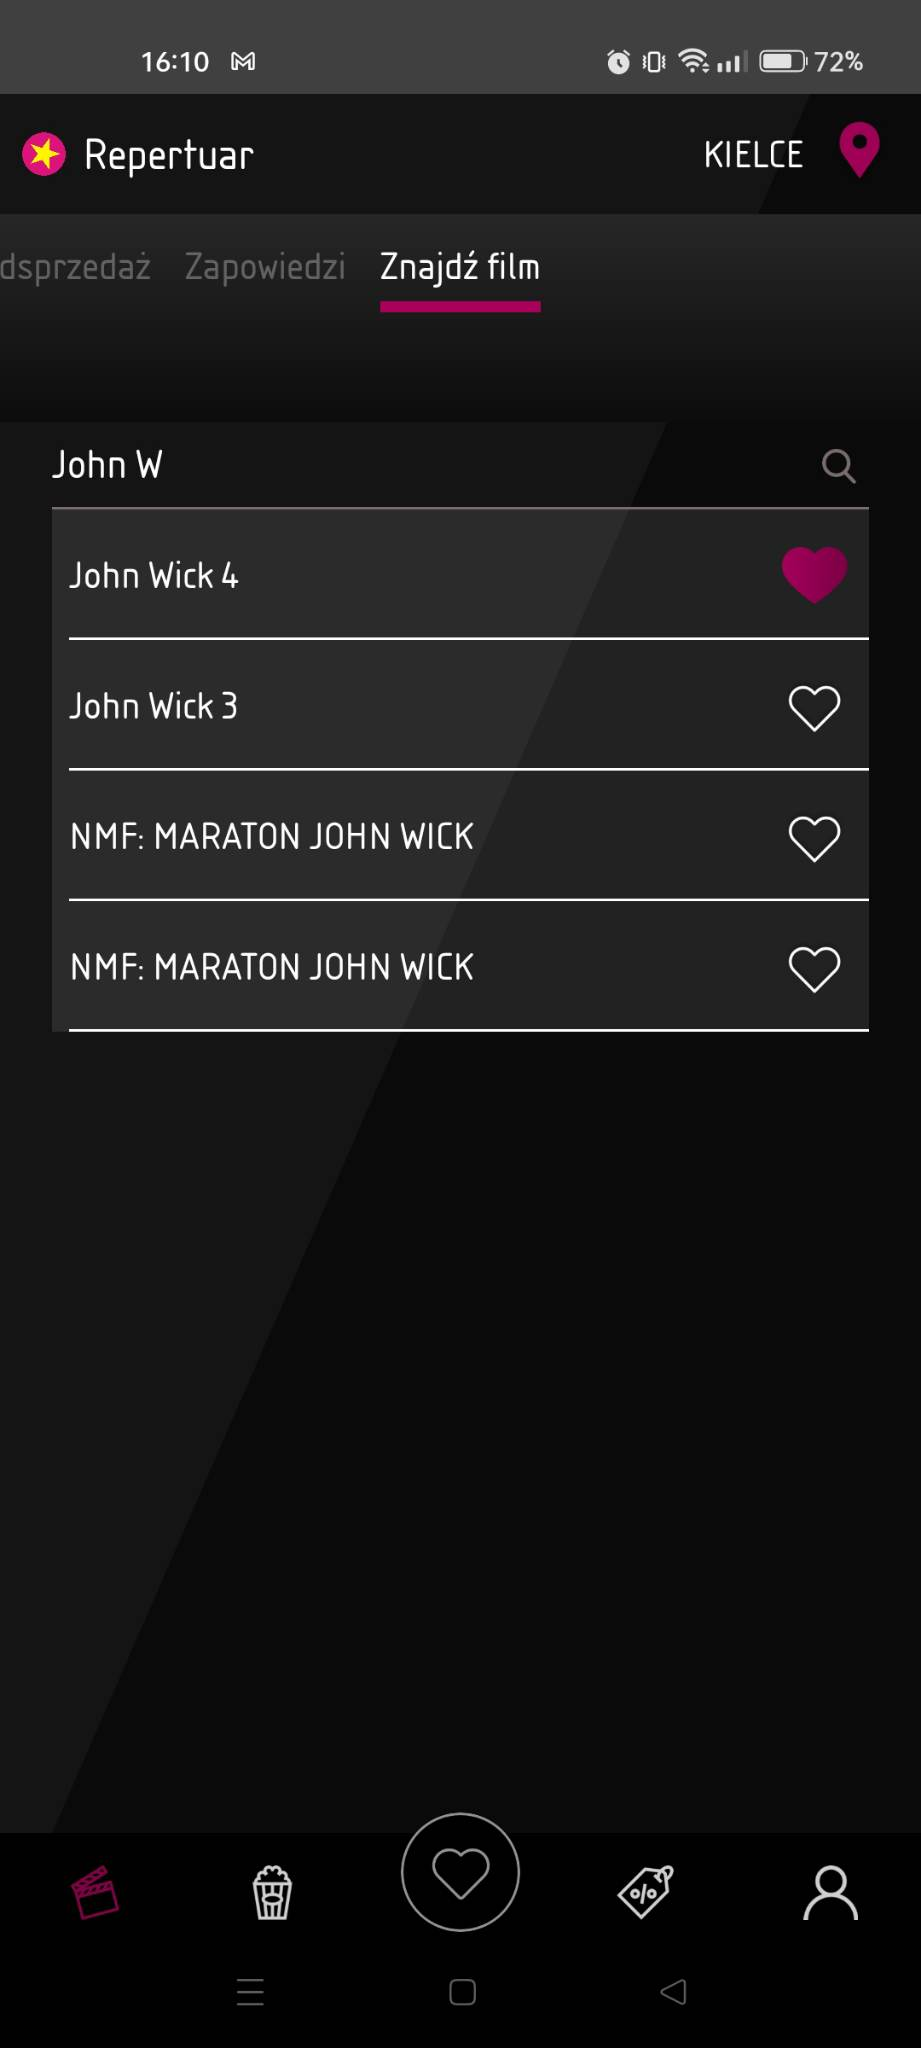 16:10
72%
Repertuar
KIELCE
dsprzedaż Zapowiedzi Znajdź film
John W
John Wick 4
John Wick 3
NMF: MARATON JOHN WICK
NMF: MARATON JOHN WICK
%